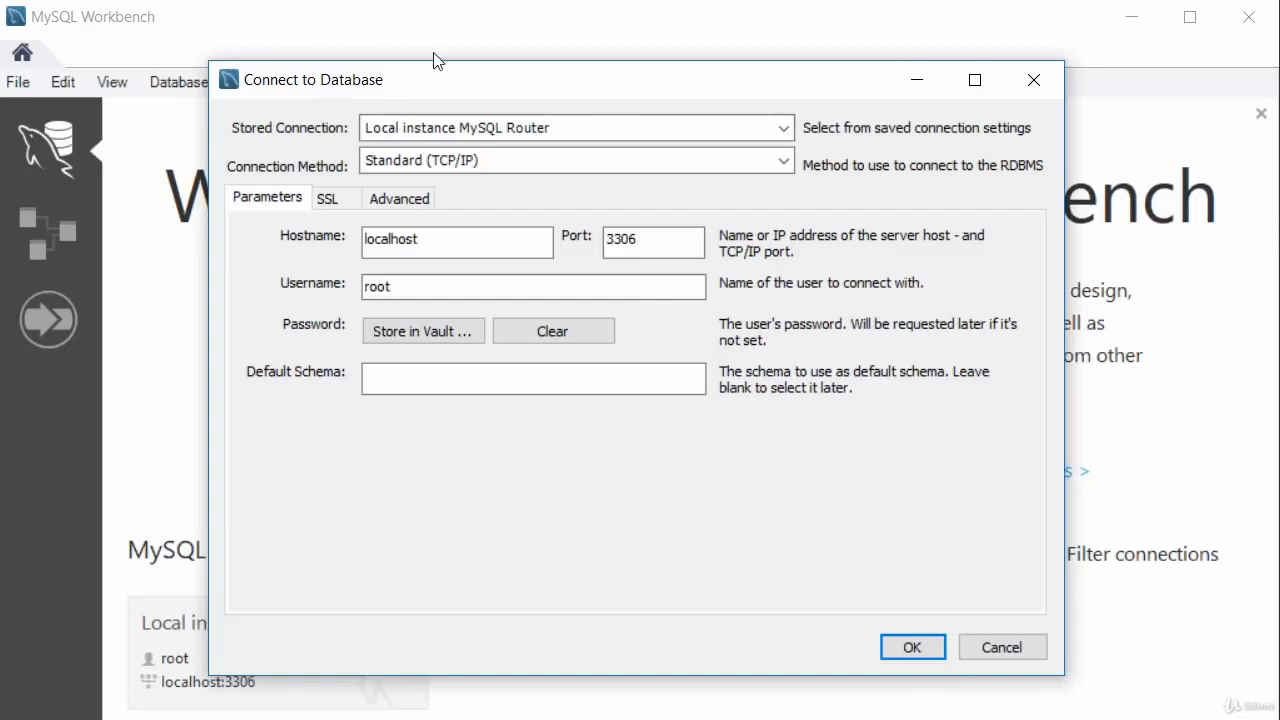 MySQL Workbench
File Edit View Database
Connect to Database
Stored Connection: Local instance MySQL Router Select from saved connection settings
Connection Method: Standard (TCP/IP) Method to use to connect to the RDBMS
Parameters SSL Advanced
Hostname: localhost Port: 3306 Name or IP address of the server host - and
TCP/IP port.
Username: root Name of the user to connect with.
Password: Store in Vault ... Clear The user's password. Will be requested later if it's
not set.
Default Schema: The schema to use as default schema. Leave
blank to select it later.
OK Cancel
W
ench
design,
ll as
om other
s >
MySQL
Filter connections
Local in
root
localhost:3306
Udemy